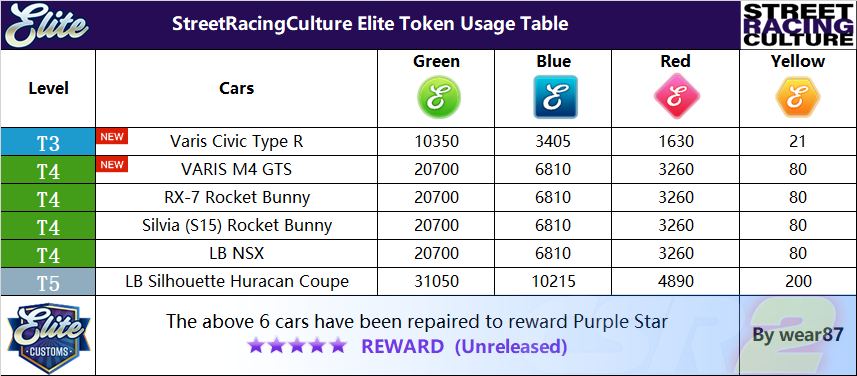 Elite
StreetRacingCulture Elite Token Usage Table
STREET
RACING
CULTURE
Level Cars Green Blue Red Yellow
E E E E
T3 NEW Varis Civic Type R 10350 3405 1630 21
T4 NEW VARIS M4 GTS 20700 6810 3260 80
T4 RX-7 Rocket Bunny 20700 6810 3260 80
T4 Silvia (S15) Rocket Bunny 20700 6810 3260 80
T4 LB NSX 20700 6810 3260 80
T5 LB Silhouette Huracan Coupe 31050 10215 4890 200
Elite
CUSTOMS
The above 6 cars have been repaired to reward Purple Star
REWARD (Unreleased)
SR2
By wear87